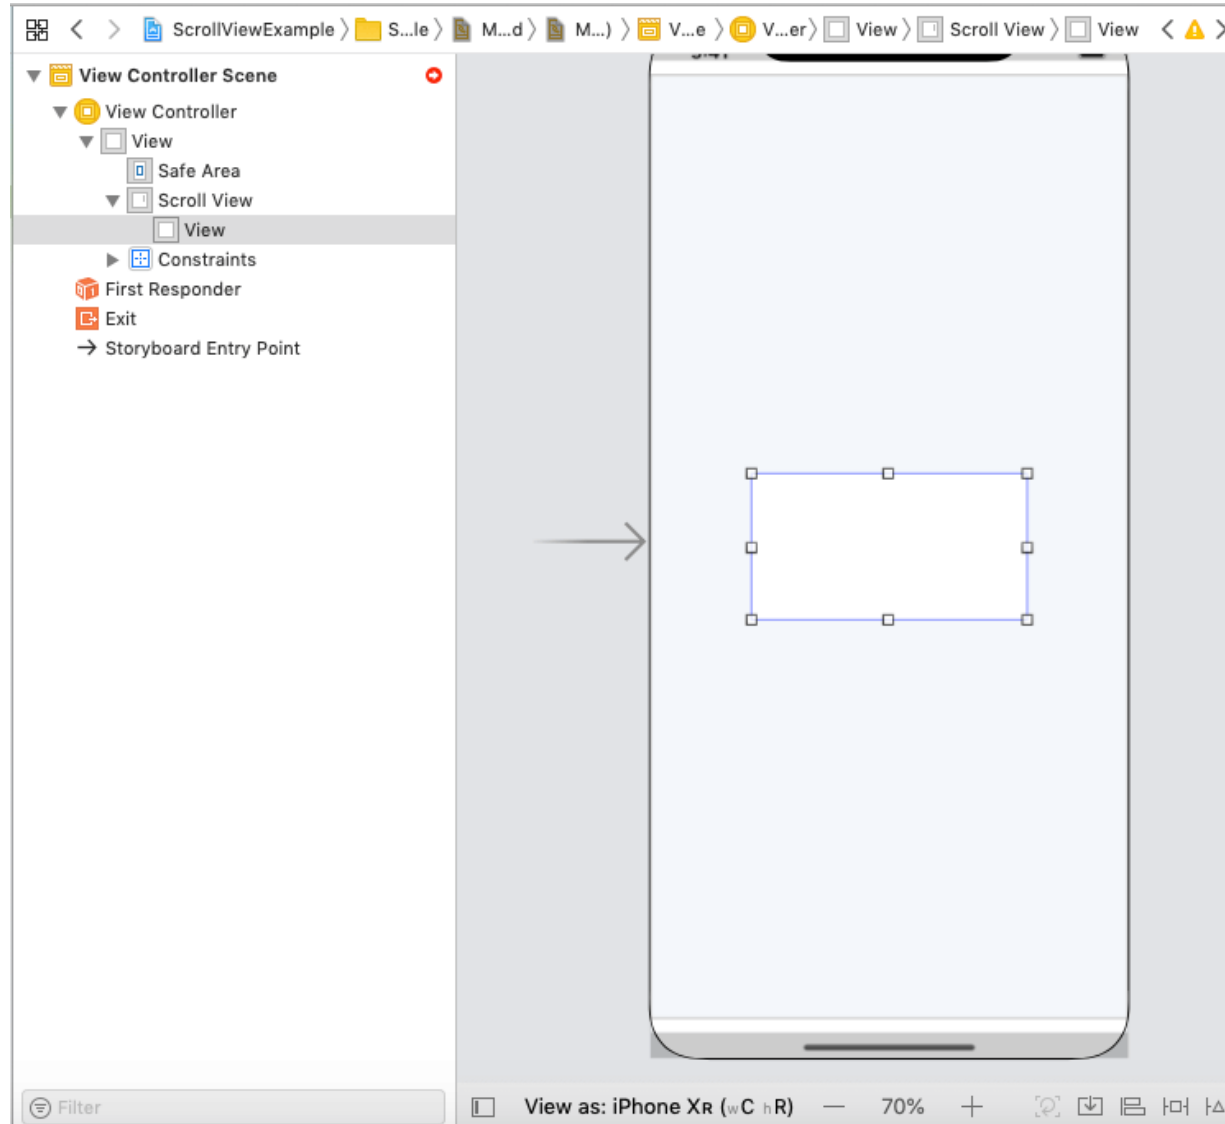 ScrollViewExample S...le M...d M...) V...e V...er View Scroll View View
View Controller Scene
View Controller
View
Safe Area
Scroll View
View
Constraints
First Responder
Exit
Storyboard Entry Point
Filter
View as: iPhone XR (wC hR) — 70% +